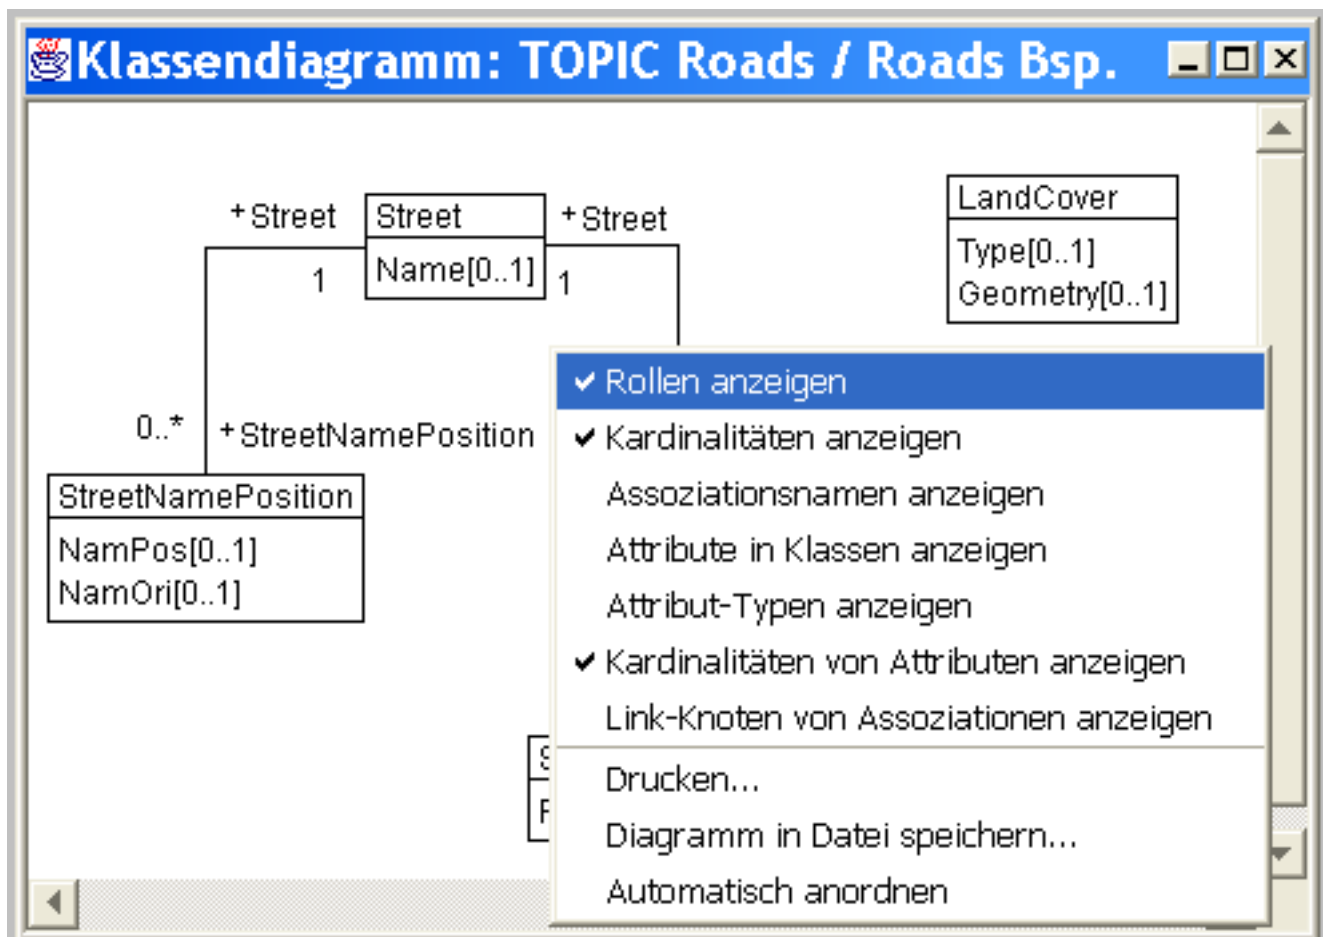 Klassendiagramm: TOPIC Roads / Roads Bsp.
+Street
Street
+Street
1
Name[0..1]
1
LandCover
Type[0..1]
Geometry[0..1]
0..*
+StreetNamePosition
StreetNamePosition
NamPos[0..1]
NamOri[0..1]
Rollen anzeigen
Kardinalitäten anzeigen
Assoziationsnamen anzeigen
Attribute in Klassen anzeigen
Attribut-Typen anzeigen
Kardinalitäten von Attributen anzeigen
Link-Knoten von Assoziationen anzeigen
Drucken...
Diagramm in Datei speichern...
Automatisch anordnen